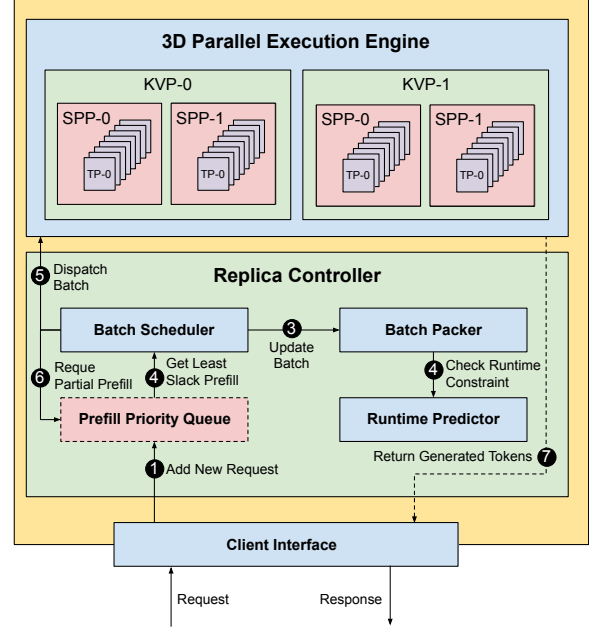 3D Parallel Execution Engine
KVP-0
KVP-1
SPP-0
SPP-1
SPP-0
SPP-1
TP-0
TP-0
TP-0
TP-0
5
Dispatch
Batch
Replica Controller
Batch Scheduler
3
Update
Batch
Batch Packer
6
Reque
Partial Prefill
4
Get Least
Slack Prefill
4
Check Runtime
Constraint
Prefill Priority Queue
Runtime Predictor
1
Add New Request
Return Generated Tokens
7
Client Interface
Request
Response